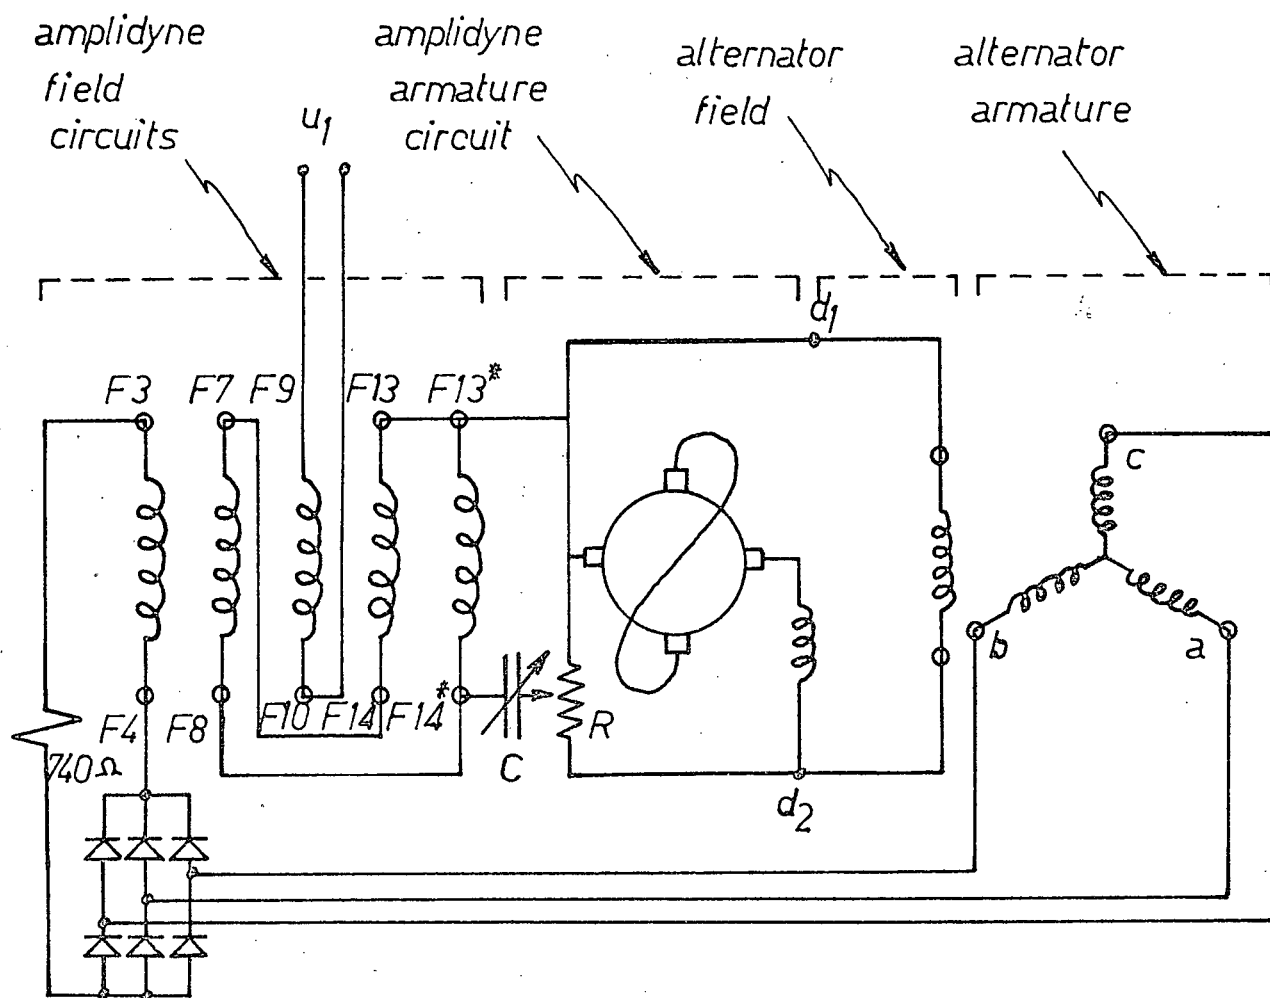 amplidyne
field
circuits
u1
amplidyne
armature
circuit
alternator
field
alternator
armature
d1
F3
F7
F9
F13
F13*
c
b
a
F4
F8
F10
F14
F14*
C
R
740Ω
d2